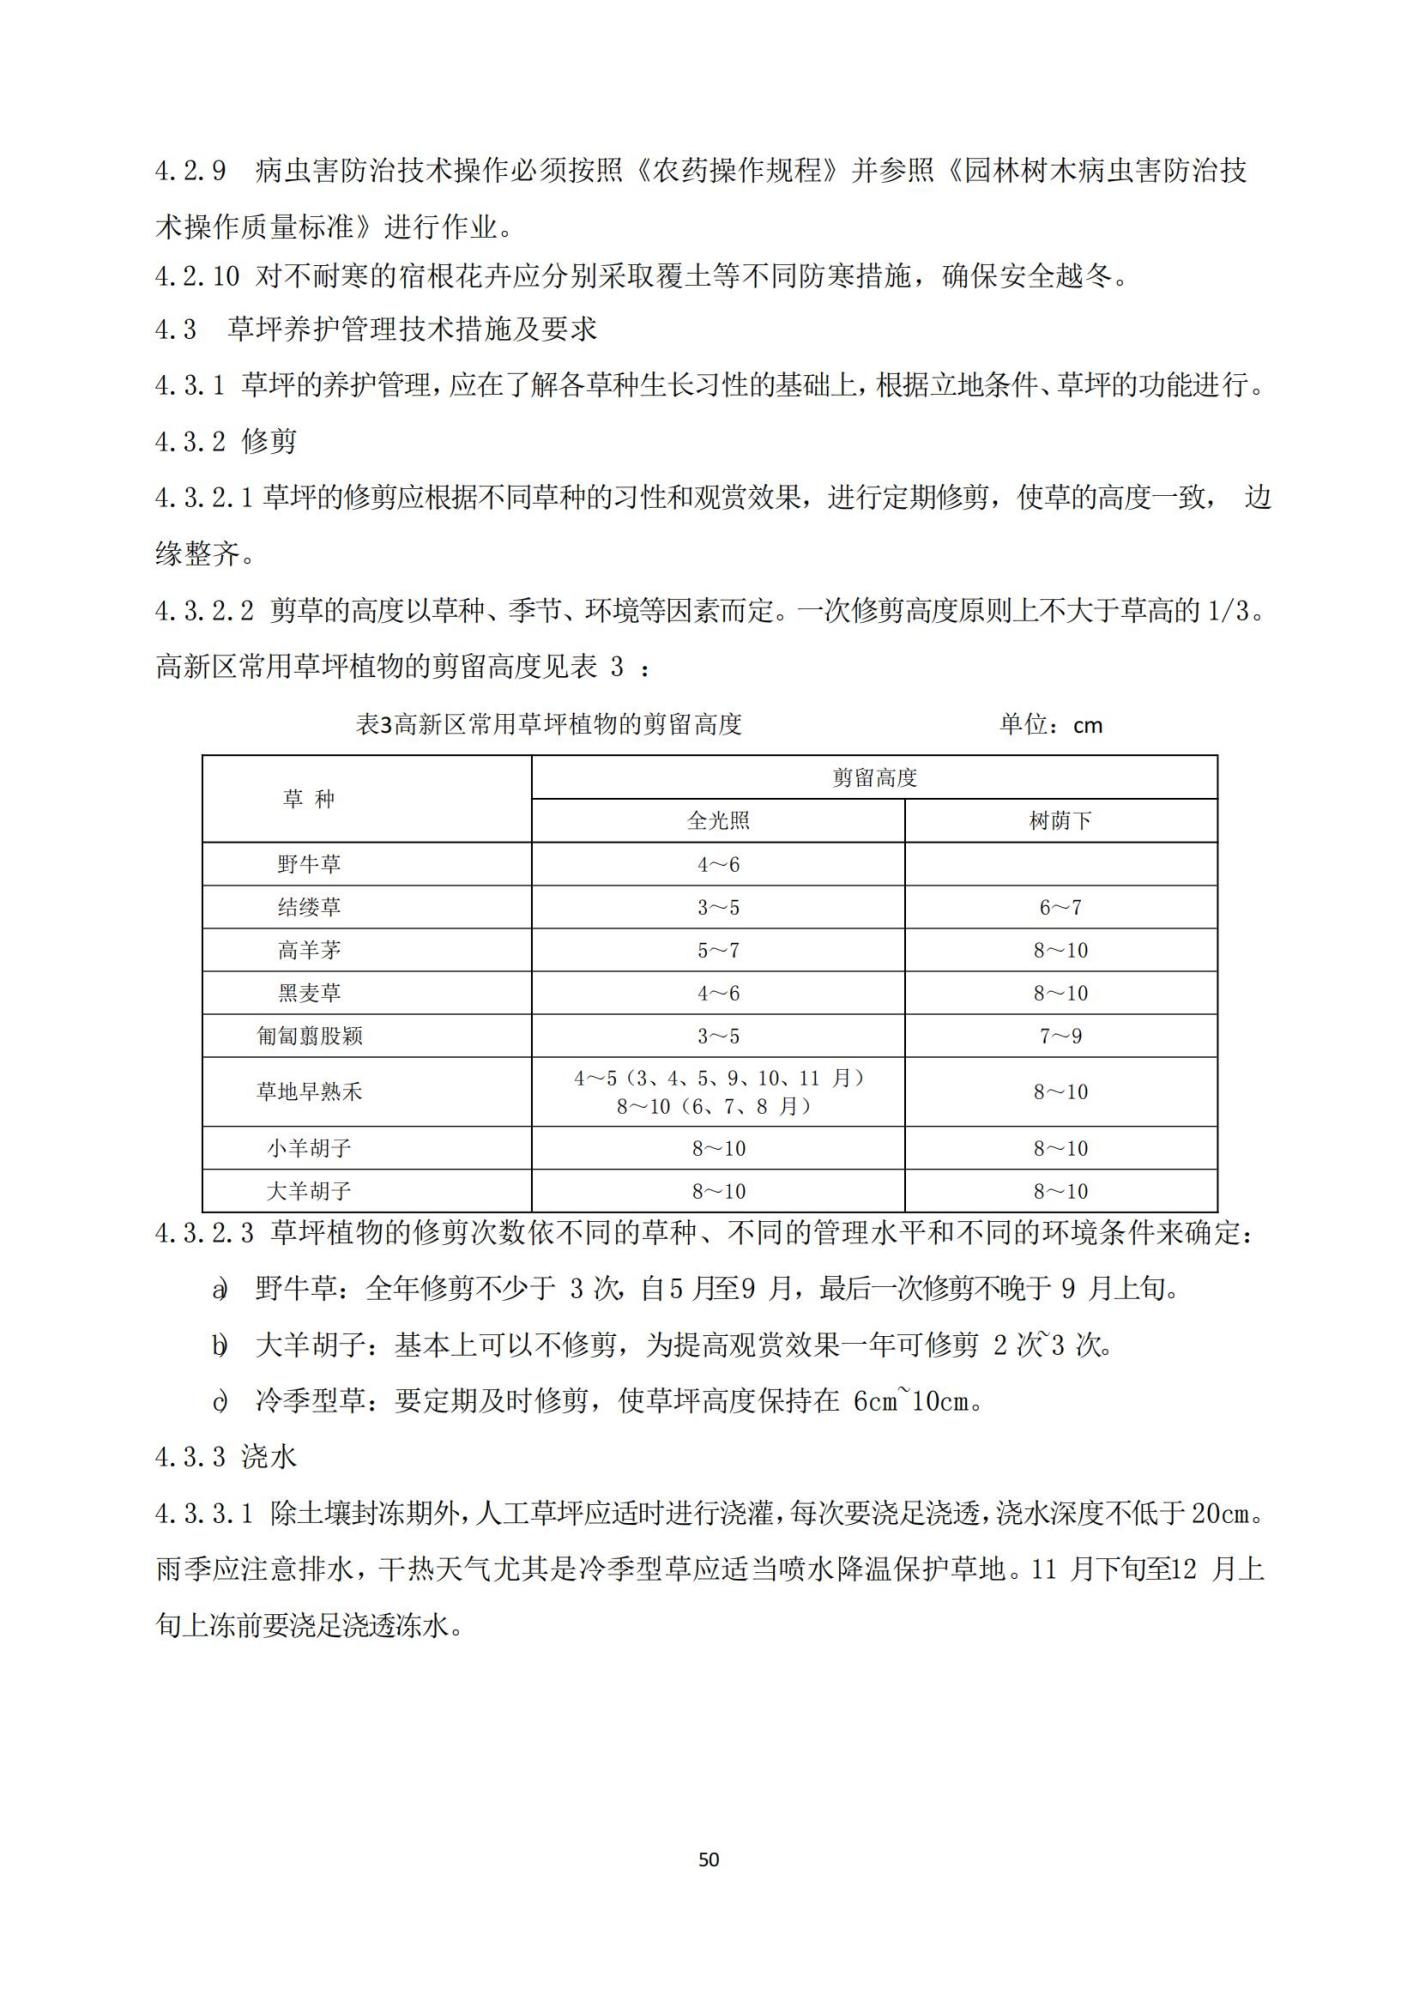 4.2.9 病虫害防治技术操作必须按照《农药操作规程》并参照《园林树木病虫害防治技
术操作质量标准》进行作业。
4.2.10 对不耐寒的宿根花卉应分别采取覆土等不同防寒措施，确保安全越冬。
4.3 草坪养护管理技术措施及要求
4.3.1 草坪的养护管理，应在了解各草种生长习性的基础上，根据立地条件、草坪的功能进行。
4.3.2 修剪
4.3.2.1 草坪的修剪应根据不同草种的习性和观赏效果，进行定期修剪，使草的高度一致， 边
缘整齐。
4.3.2.2 剪草的高度以草种、季节、环境等因素而定。一次修剪高度原则上不大于草高的 1/3。
高新区常用草坪植物的剪留高度见表 3 ：
表3高新区常用草坪植物的剪留高度 单位：cm
草 种 剪留高度
全光照 树荫下
野牛草 4～6
结缕草 3～5 6～7
高羊茅 5～7 8～10
黑麦草 4～6 8～10
匍匐翦股颖 3～5 7～9
草地早熟禾 4～5（3、4、5、9、10、11 月） 8～10（6、7、8 月） 8～10
小羊胡子 8～10 8～10
大羊胡子 8～10 8～10
4.3.2.3 草坪植物的修剪次数依不同的草种、不同的管理水平和不同的环境条件来确定：
a） 野牛草：全年修剪不少于 3 次，自5 月至9 月，最后一次修剪不晚于 9 月上旬。
b） 大羊胡子：基本上可以不修剪，为提高观赏效果一年可修剪 2 次~3 次。
c） 冷季型草：要定期及时修剪，使草坪高度保持在 6cm~10cm。
4.3.3 浇水
4.3.3.1 除土壤封冻期外，人工草坪应适时进行浇灌，每次要浇足浇透，浇水深度不低于 20cm。
雨季应注意排水，干热天气尤其是冷季型草应适当喷水降温保护草地。11 月下旬至12 月上
旬上冻前要浇足浇透冻水。
50